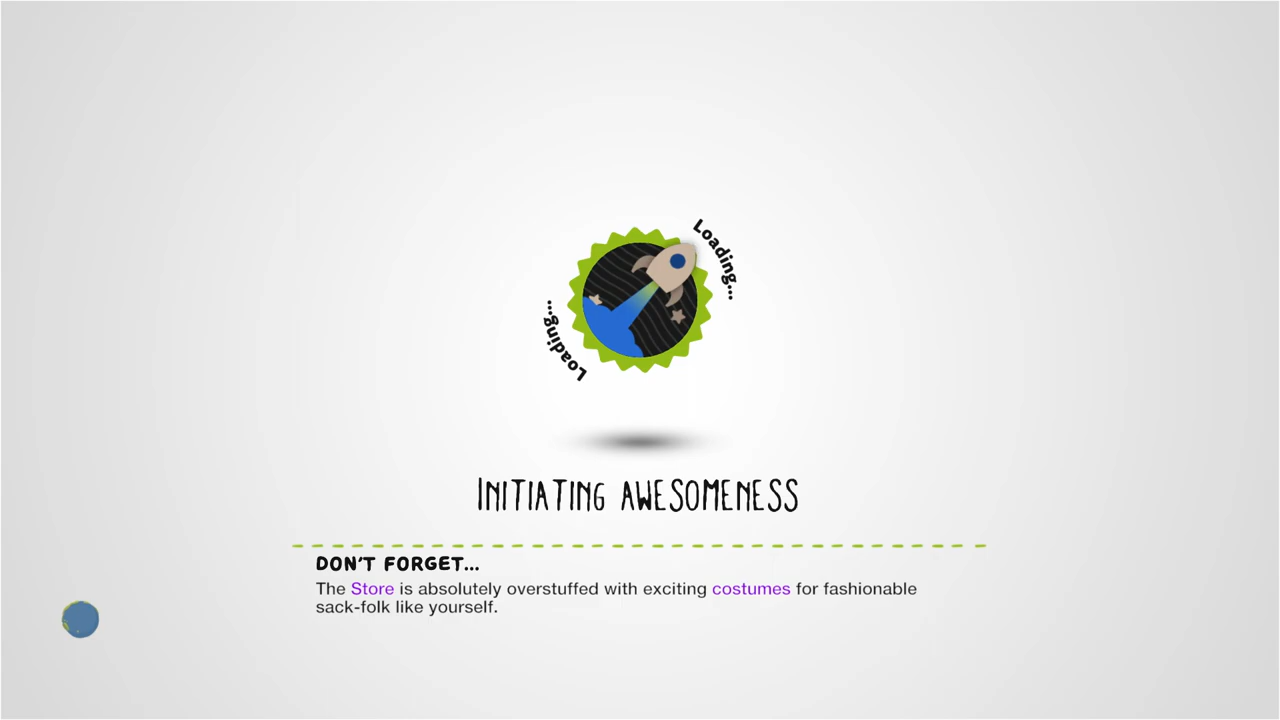 Loading...
Loading...
INITIATING AWESOMENESS
DON'T FORGET...
The Store is absolutely overstuffed with exciting costumes for fashionable
sack-folk like yourself.